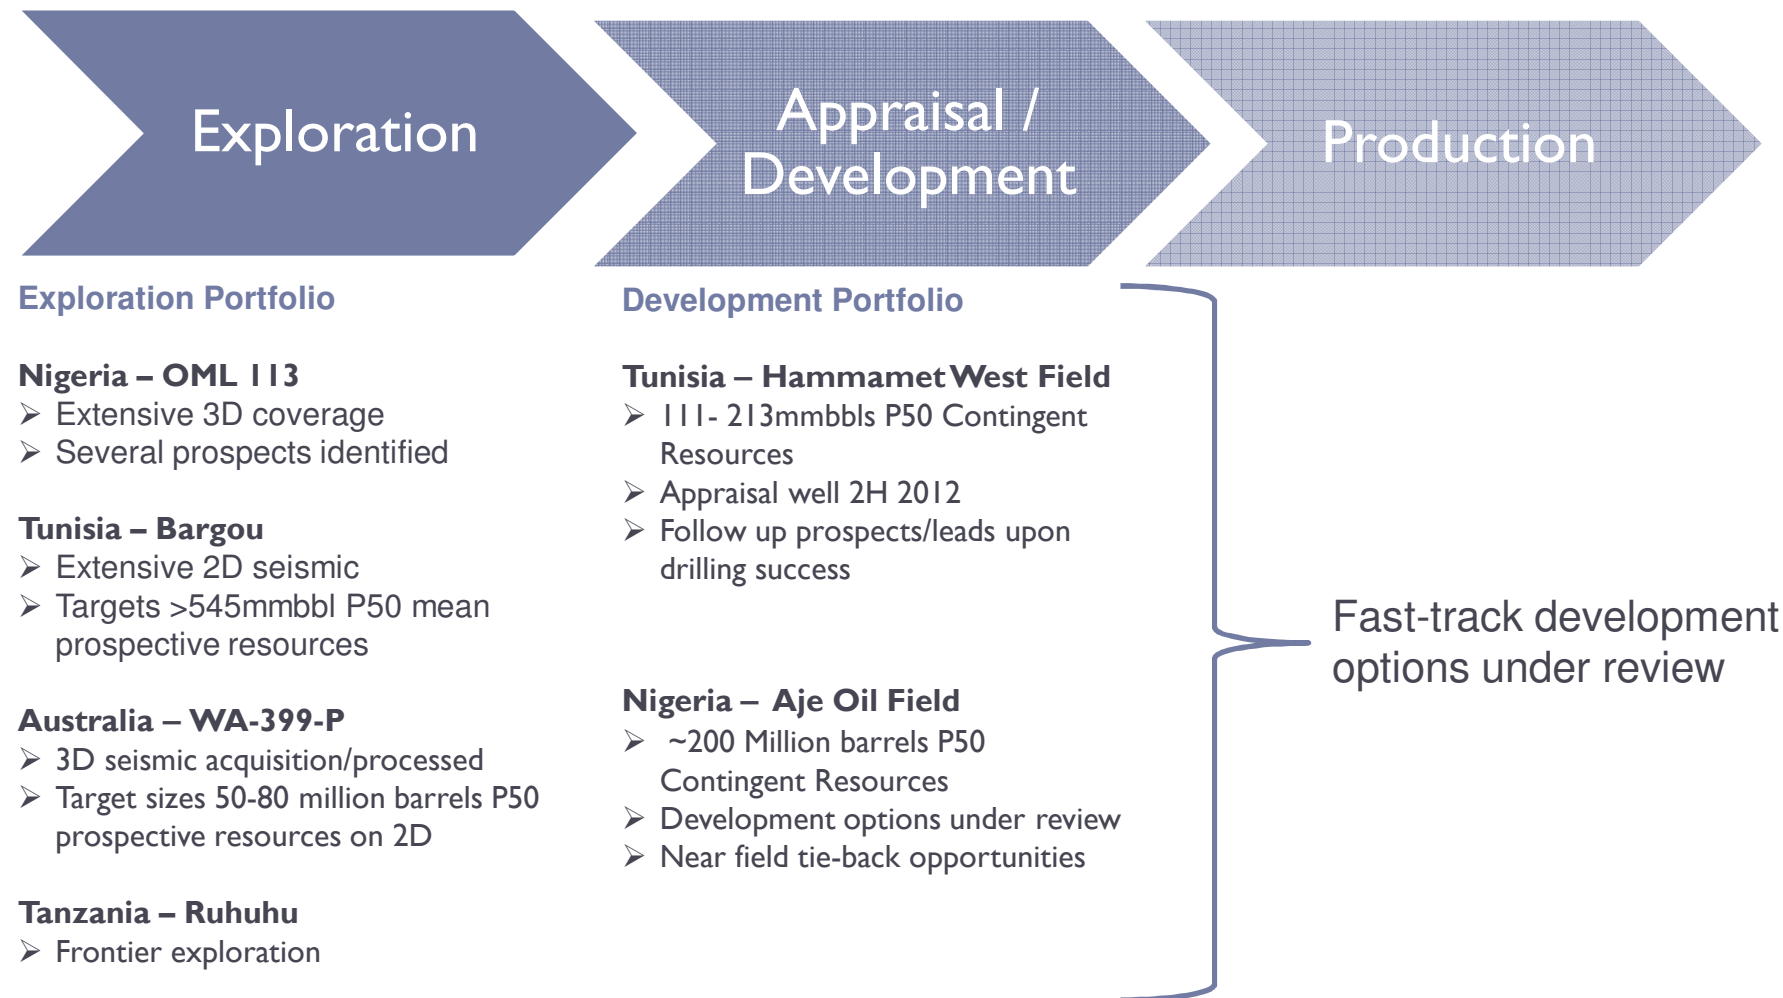 Exploration
Appraisal /
Development
Production
Exploration Portfolio
Nigeria – OML 113
➢ Extensive 3D coverage
➢ Several prospects identified
Tunisia – Bargou
➢ Extensive 2D seismic
➢ Targets >545mmbbl P50 mean
prospective resources
Australia – WA-399-P
➢ 3D seismic acquisition/processed
➢ Target sizes 50-80 million barrels P50
prospective resources on 2D
Tanzania – Ruhuhu
➢ Frontier exploration
Development Portfolio
Tunisia – Hammamet West Field
➢ 111- 213mmbbls P50 Contingent
Resources
➢ Appraisal well 2H 2012
➢ Follow up prospects/leads upon
drilling success
Nigeria – Aje Oil Field
➢ ~200 Million barrels P50
Contingent Resources
➢ Development options under review
➢ Near field tie-back opportunities
Fast-track development
options under review